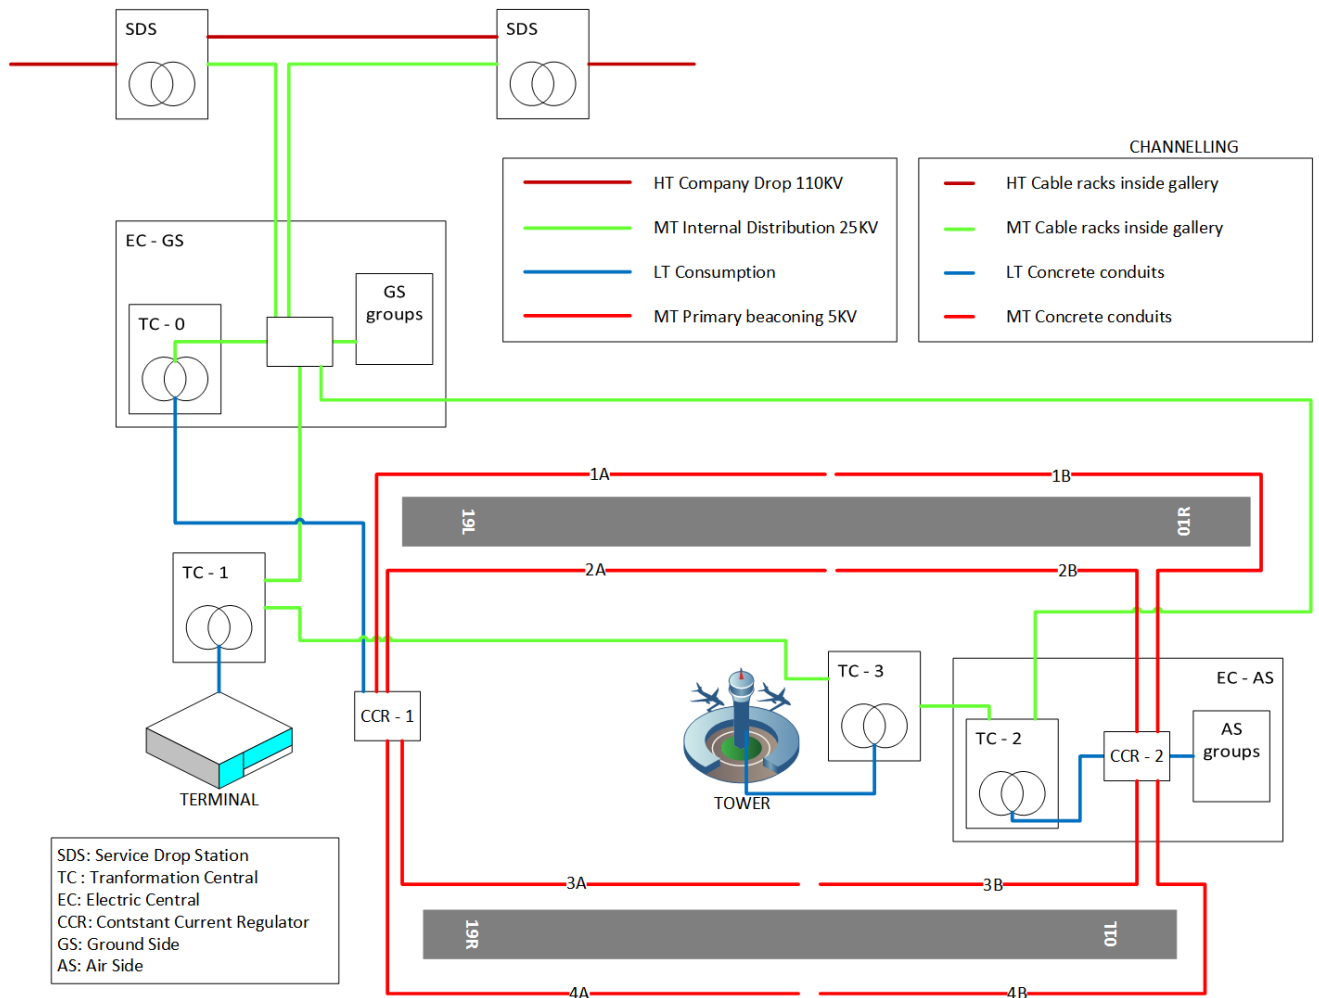 SDS
SDS
CHANNELLING
HT Company Drop 110KV
MT Internal Distribution 25KV
LT Consumption
MT Primary beaconing 5KV
HT Cable racks inside gallery
MT Cable racks inside gallery
LT Concrete conduits
MT Concrete conduits
EC - GS
TC - 0
GS
groups
1A
1B
19L
01R
2A
2B
TC - 1
TC - 3
EC - AS
CCR - 1
TC - 2
CCR - 2
AS
groups
TERMINAL
TOWER
SDS: Service Drop Station
TC : Tranformation Central
EC: Electric Central
CCR: Contstant Current Regulator
GS: Ground Side
AS: Air Side
3A
3B
19R
01L
4A
4B